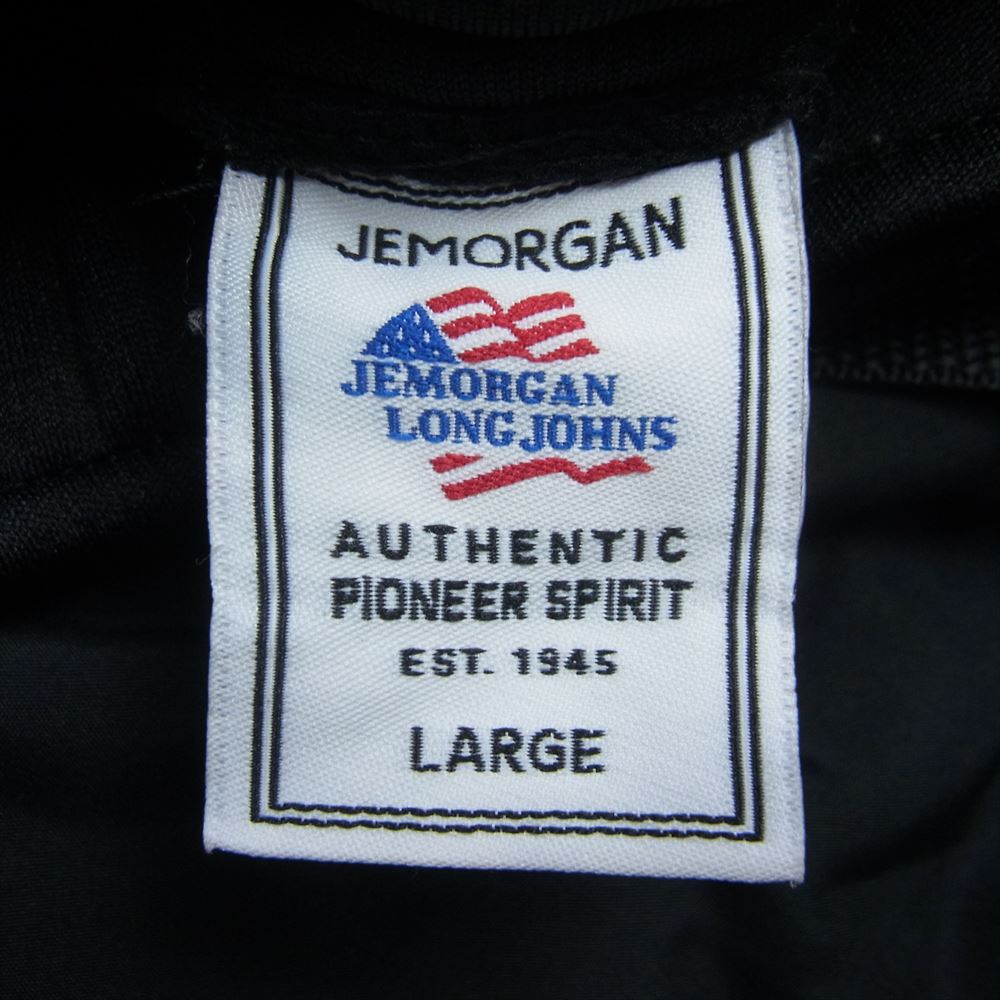 JEMORGAN
JEMORGAN
LONG JOHNS
AUTHENTIC
PIONEER SPIRIT
EST. 1945
LARGE